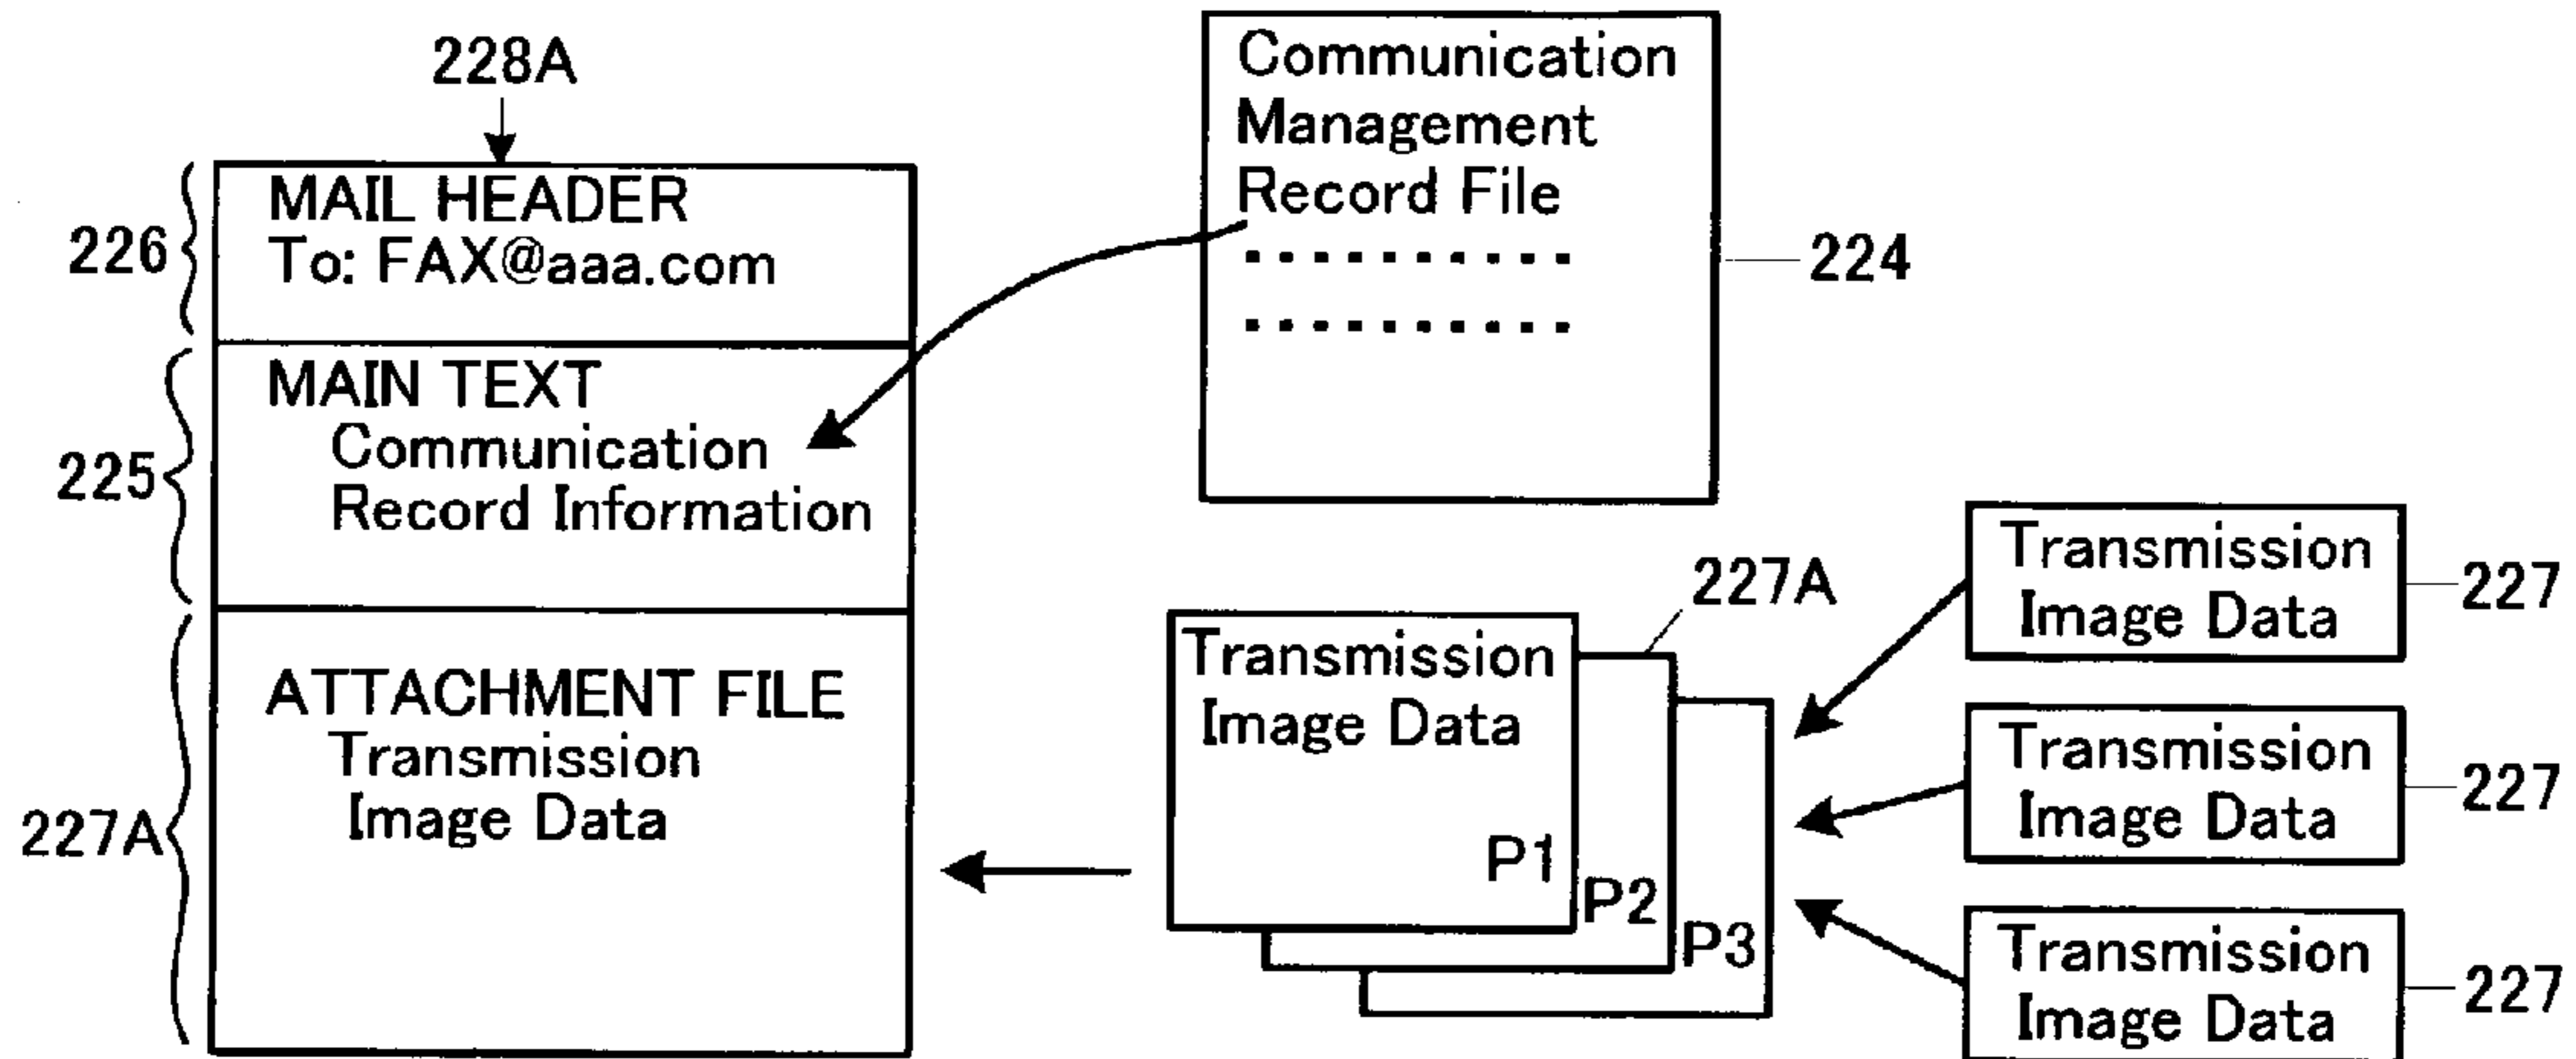 228A
226
MAIL HEADER
To: FAX@aaa.com
225
MAIN TEXT
Communication
Record Information
227A
ATTACHMENT FILE
Transmission
Image Data
Communication
Management
Record File
..........
..........
224
227A
Transmission
Image Data
P1
P2
P3
Transmission
Image Data
227
Transmission
Image Data
227
Transmission
Image Data
227